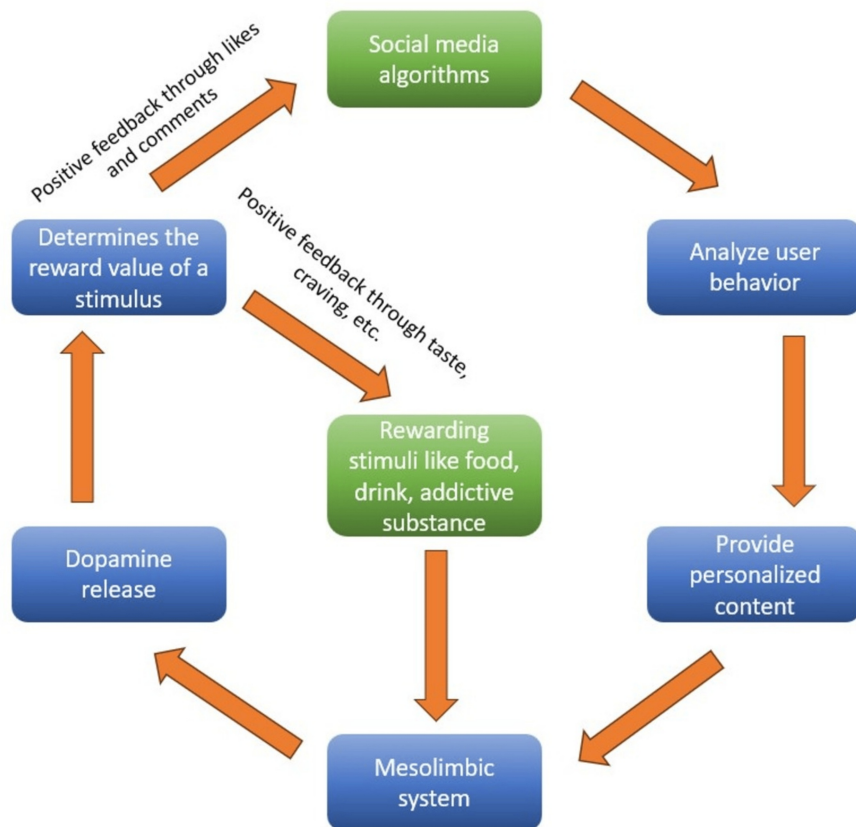 Social media
algorithms
Positive feedback through likes
and comments
Positive feedback through taste,
craving, etc.
Determines the
reward value of a
stimulus
Analyze user
behavior
Rewarding
stimuli like food,
drink, addictive
substance
Dopamine
release
Provide
personalized
content
Mesolimbic
system